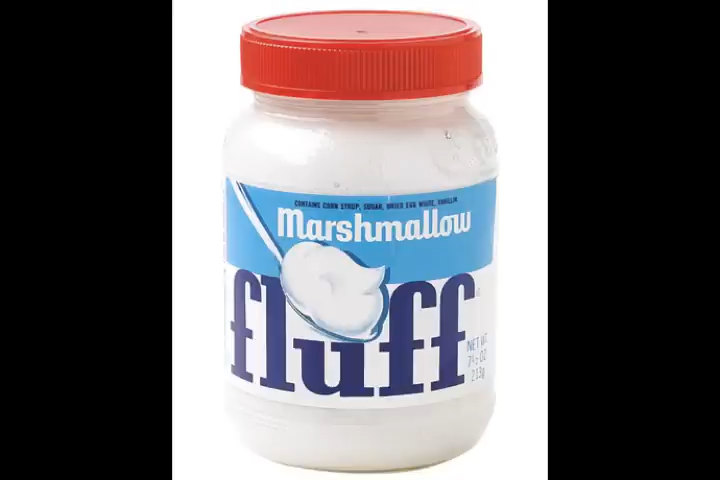 CONTAINS CORN SYRUP, SUGAR, DRIED EGG WHITE, VANILLIN
Marshmallow
fluff
NET WT.
7½ OZ
213g